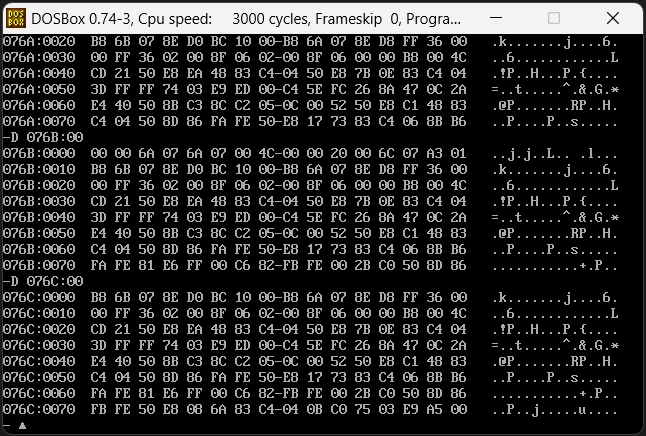 DOSBox 0.74-3, Cpu speed: 3000 cycles, Frameskip 0, Progra...
076A:0020 B8 6B 07 8E D0 BC 10 00-B8 6A 07 8E D8 FF 36 00 .k.......j....6.
076A:0030 00 FF 36 02 00 8F 06 02-00 8F 06 00 00 B8 00 4C ..6............L
076A:0040 CD 21 50 E8 EA 48 83 C4-04 50 E8 7B 0E 83 C4 04 .!P..H...P.{....
076A:0050 3D FF FF 74 03 E9 ED 00-C4 5E FC 26 8A 47 0C 2A =..t.....^.&.G.*
076A:0060 E4 40 50 8B C3 8C C2 05-0C 00 52 50 E8 C1 48 83 .@P.......RP..H.
076A:0070 C4 04 50 8D 86 FA FE 50-E8 17 73 83 C4 06 8B B6 ..P....P..s.....
-D 076B:00
076B:0000 00 00 6A 07 6A 07 00 4C-00 00 20 00 6C 07 A3 01 ..j.j..L.. .l...
076B:0010 B8 6B 07 8E D0 BC 10 00-B8 6A 07 8E D8 FF 36 00 .k.......j....6.
076B:0020 00 FF 36 02 00 8F 06 02-00 8F 06 00 00 B8 00 4C ..6............L
076B:0030 CD 21 50 E8 EA 48 83 C4-04 50 E8 7B 0E 83 C4 04 .!P..H...P.{....
076B:0040 3D FF FF 74 03 E9 ED 00-C4 5E FC 26 8A 47 0C 2A =..t.....^.&.G.*
076B:0050 E4 40 50 8B C3 8C C2 05-0C 00 52 50 E8 C1 48 83 .@P.......RP..H.
076B:0060 C4 04 50 8D 86 FA FE 50-E8 17 73 83 C4 06 8B B6 ..P....P..s.....
076B:0070 FA FE 81 E6 FF 00 C6 82-FB FE 00 2B C0 50 8D 86 ...........+.P..
-D 076C:00
076C:0000 B8 6B 07 8E D0 BC 10 00-B8 6A 07 8E D8 FF 36 00 .k.......j....6.
076C:0010 00 FF 36 02 00 8F 06 02-00 8F 06 00 00 B8 00 4C ..6............L
076C:0020 CD 21 50 E8 EA 48 83 C4-04 50 E8 7B 0E 83 C4 04 .!P..H...P.{....
076C:0030 3D FF FF 74 03 E9 ED 00-C4 5E FC 26 8A 47 0C 2A =..t.....^.&.G.*
076C:0040 E4 40 50 8B C3 8C C2 05-0C 00 52 50 E8 C1 48 83 .@P.......RP..H.
076C:0050 C4 04 50 8D 86 FA FE 50-E8 17 73 83 C4 06 8B B6 ..P....P..s.....
076C:0060 FA FE 81 E6 FF 00 C6 82-FB FE 00 2B C0 50 8D 86 ...........+.P..
076C:0070 FB FE 50 E8 08 6A 83 C4-04 0B C0 75 03 E9 A5 00 ..P..j.....u....
-